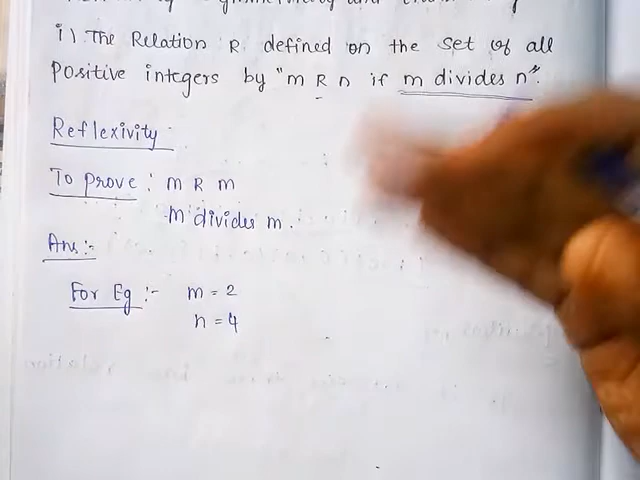 i) The Relation R defined on the set of all
Positive integers by "m R n if m divides n".
Reflexivity
To prove : m R m
m divides m.
Ans :-
For Eg :- m = 2
n = 4